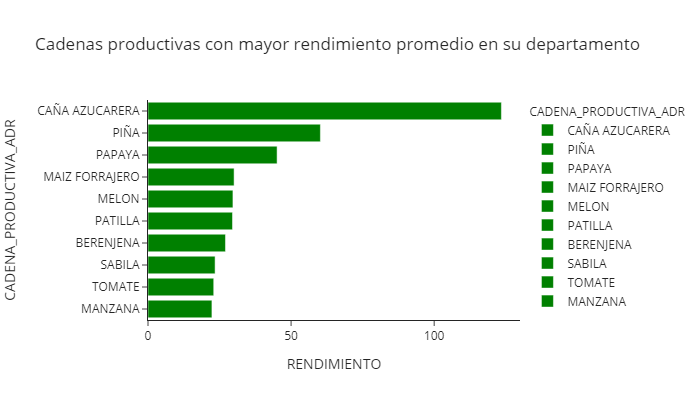 Cadenas productivas con mayor rendimiento promedio en su departamento
CADENA_PRODUCTIVA_ADR
CAÑA AZUCARERA
PIÑA
PAPAYA
MAIZ FORRAJERO
MELON
PATILLA
BERENJENA
SABILA
TOMATE
MANZANA
0 50 100
RENDIMIENTO
CADENA_PRODUCTIVA_ADR
CAÑA AZUCARERA
PIÑA
PAPAYA
MAIZ FORRAJERO
MELON
PATILLA
BERENJENA
SABILA
TOMATE
MANZANA